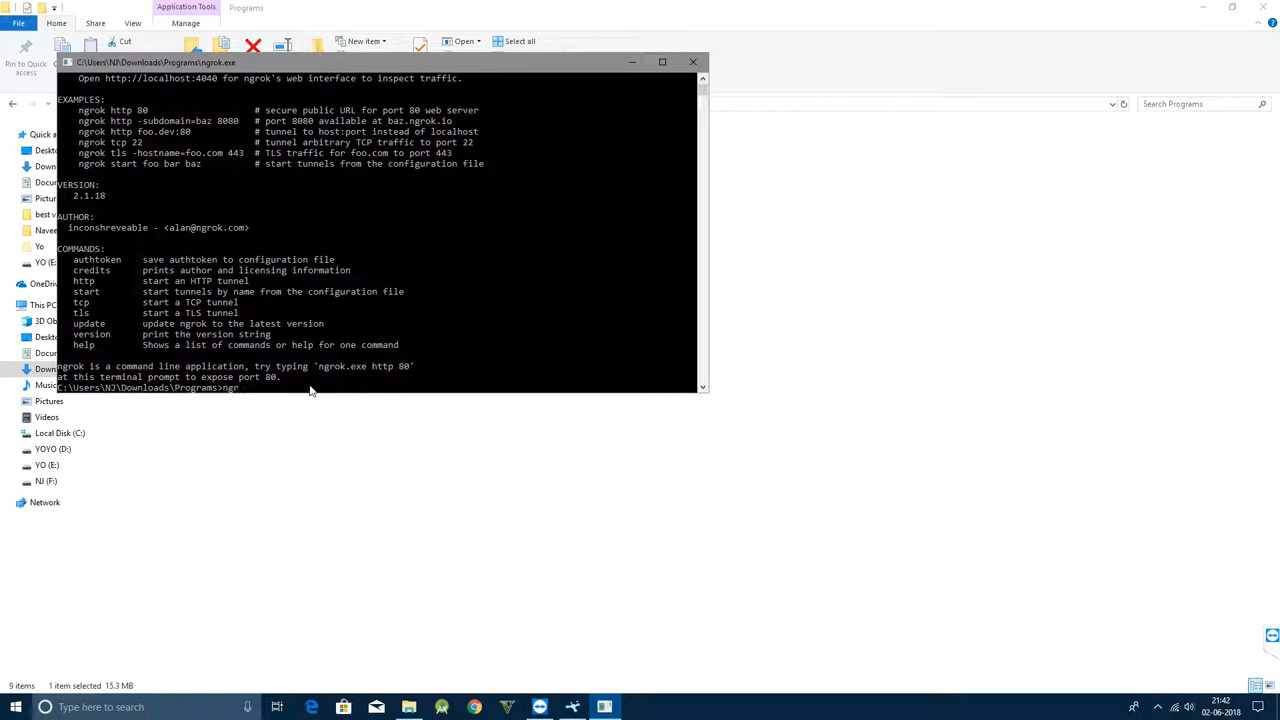 Application Tools
Programs
File
Home
Share
View
Manage
Pin to Quick access
Cut
New item
Open
Select all
C:\Users\NJ\Downloads\Programs\ngrok.exe
Search Programs
Open http://localhost:4040 for ngrok's web interface to inspect traffic.
EXAMPLES:
ngrok http 80 # secure public URL for port 80 web server
ngrok http -subdomain=baz 8080 # port 8080 available at baz.ngrok.io
ngrok http foo.dev:80 # tunnel to host:port instead of localhost
ngrok tcp 22 # tunnel arbitrary TCP traffic to port 22
ngrok tls -hostname=foo.com 443 # TLS traffic for foo.com to port 443
ngrok start foo bar baz # start tunnels from the configuration file
VERSION:
2.1.18
AUTHOR:
inconshreveable - <alan@ngrok.com>
COMMANDS:
authtoken save authtoken to configuration file
credits prints author and licensing information
http start an HTTP tunnel
start start tunnels by name from the configuration file
tcp start a TCP tunnel
tls start a TLS tunnel
update update ngrok to the latest version
version print the version string
help Shows a list of commands or help for one command
ngrok is a command line application, try typing 'ngrok.exe http 80'
at this terminal prompt to expose port 80.
C:\Users\NJ\Downloads\Programs>ngr
Quick a
Deskto
Down
Docur
Pictur
best v
Navee
Yo
YO (E:
OneDriv
This PC
3D Ob
Deskto
Docur
Down
Music
Pictures
Videos
Local Disk (C:)
YOYO (D:)
YO (E:)
NJ (F:)
Network
9 items
1 item selected 15.3 MB
Type here to search
21:42
02-06-2018